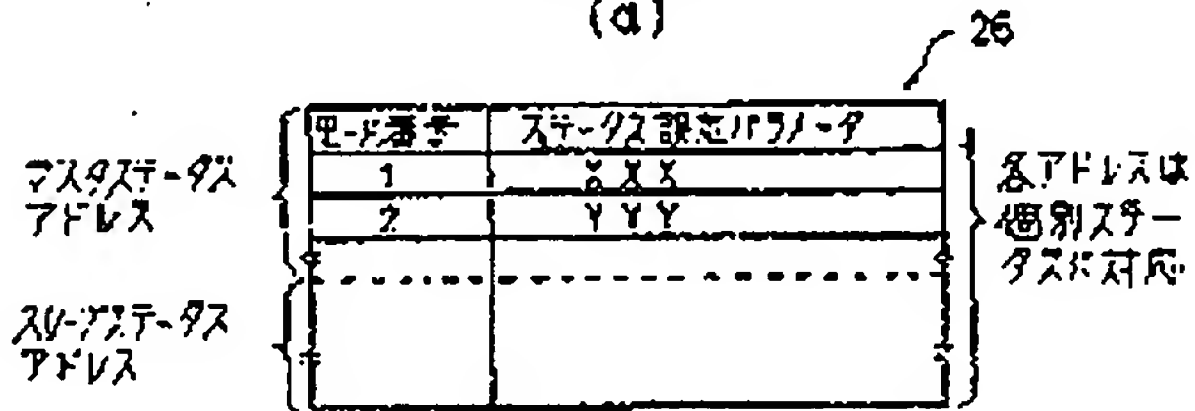 (a)
26
モード番号 ステータス設定パラメータ
マスタステータス
アドレス
1 X X X
2 Y Y Y
各アドレスは
個別ステー
タスに対応
スレーブステータス
アドレス